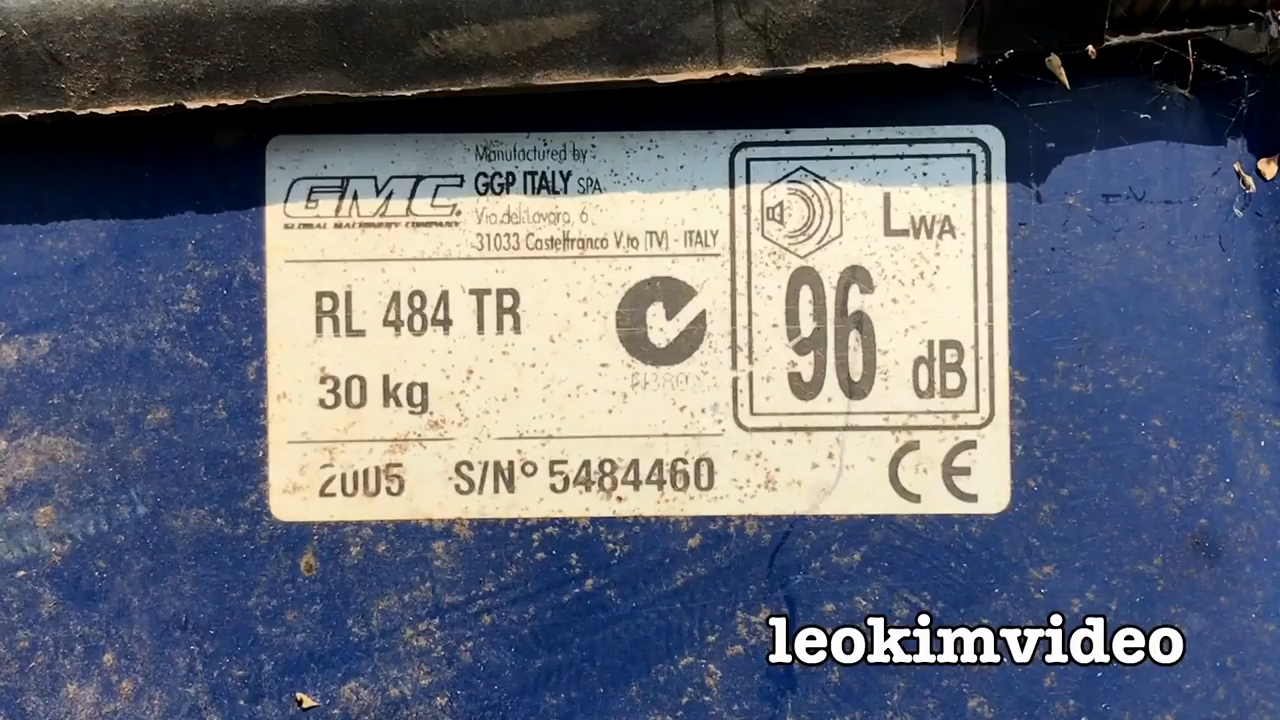 GMC.
GLOBAL MACHINERY COMPANY
Manufactured by
GGP ITALY SPA
Via del Lavoro, 6
31033 Castelfranco V.to (TV) - ITALY
RL 484 TR
30 kg
2005 S/N° 5484460
LWA
96 dB
CE
leokimvideo